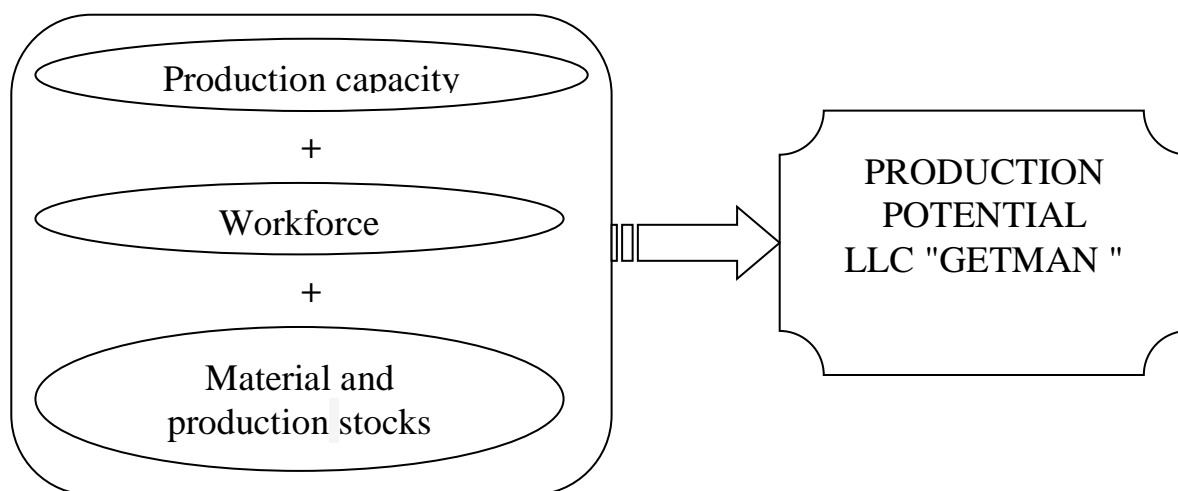 Production capacity
+
Workforce
+
Material and
production stocks
PRODUCTION
POTENTIAL
LLC "GETMAN "